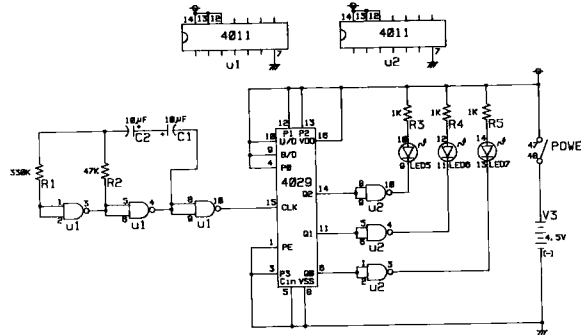 14 13 12
4011
7
u1
14 13 12
4011
7
u2
10µF
C2
10µF
C1
330K
R1
47K
R2
1
2
3
u1
5
6
4
u1
8
9
10
u1
12 13
P1 P2
10 U/D VDD 16
9 B/D
4 P0
4029
Q2 14
15 CLK
Q1 11
1 PE
3 P3 Q0 6
Cin VSS
5 8
8
9
10
u2
5
6
4
u2
1
2
3
u2
1K
R3
1K
R4
1K
R5
10
9 LED5
12
11 LED6
14
13 LED7
47
48
POWE
V3
4.5V
(-)